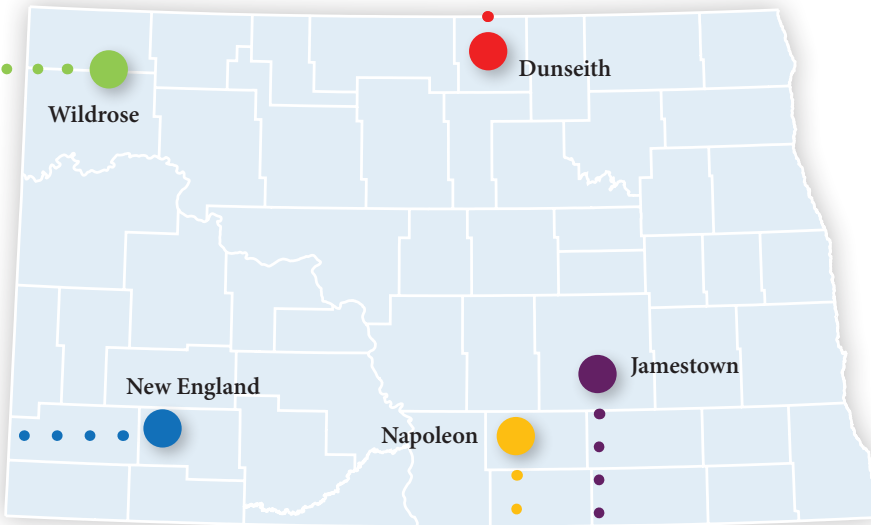 Dunseith
Wildrose
Jamestown
New England
Napoleon